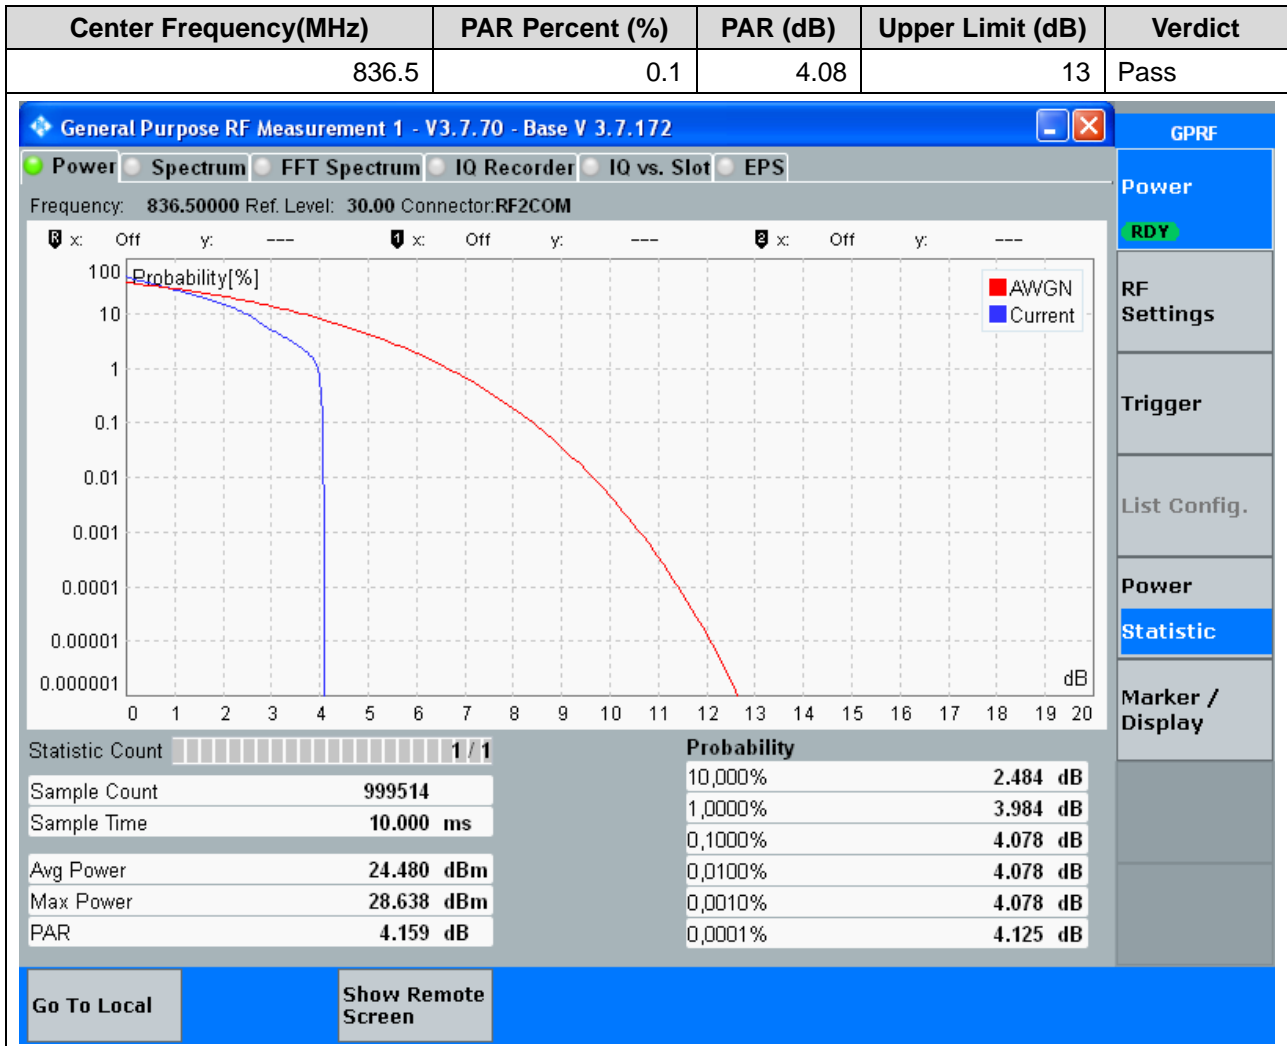 Center Frequency(MHz) PAR Percent (%) PAR (dB) Upper Limit (dB) Verdict
836.5 0.1 4.08 13 Pass
General Purpose RF Measurement 1 - V3.7.70 - Base V 3.7.172
GPRF
Power Spectrum FFT Spectrum IQ Recorder IQ vs. Slot EPS
Frequency: 836.50000 Ref. Level: 30.00 Connector:RF2COM
R x: Off y: --- 1 x: Off y: --- 2 x: Off y: ---
Probability[%]
100
10
1
0.1
0.01
0.001
0.0001
0.00001
0.000001
AWGN
Current
dB
0 1 2 3 4 5 6 7 8 9 10 11 12 13 14 15 16 17 18 19 20
Statistic Count 1 / 1
Sample Count 999514
Sample Time 10.000 ms
Avg Power 24.480 dBm
Max Power 28.638 dBm
PAR 4.159 dB
Probability
10,000% 2.484 dB
1,0000% 3.984 dB
0,1000% 4.078 dB
0,0100% 4.078 dB
0,0010% 4.078 dB
0,0001% 4.125 dB
Power
RDY
RF
Settings
Trigger
List Config.
Power
Statistic
Marker /
Display
Go To Local
Show Remote
Screen